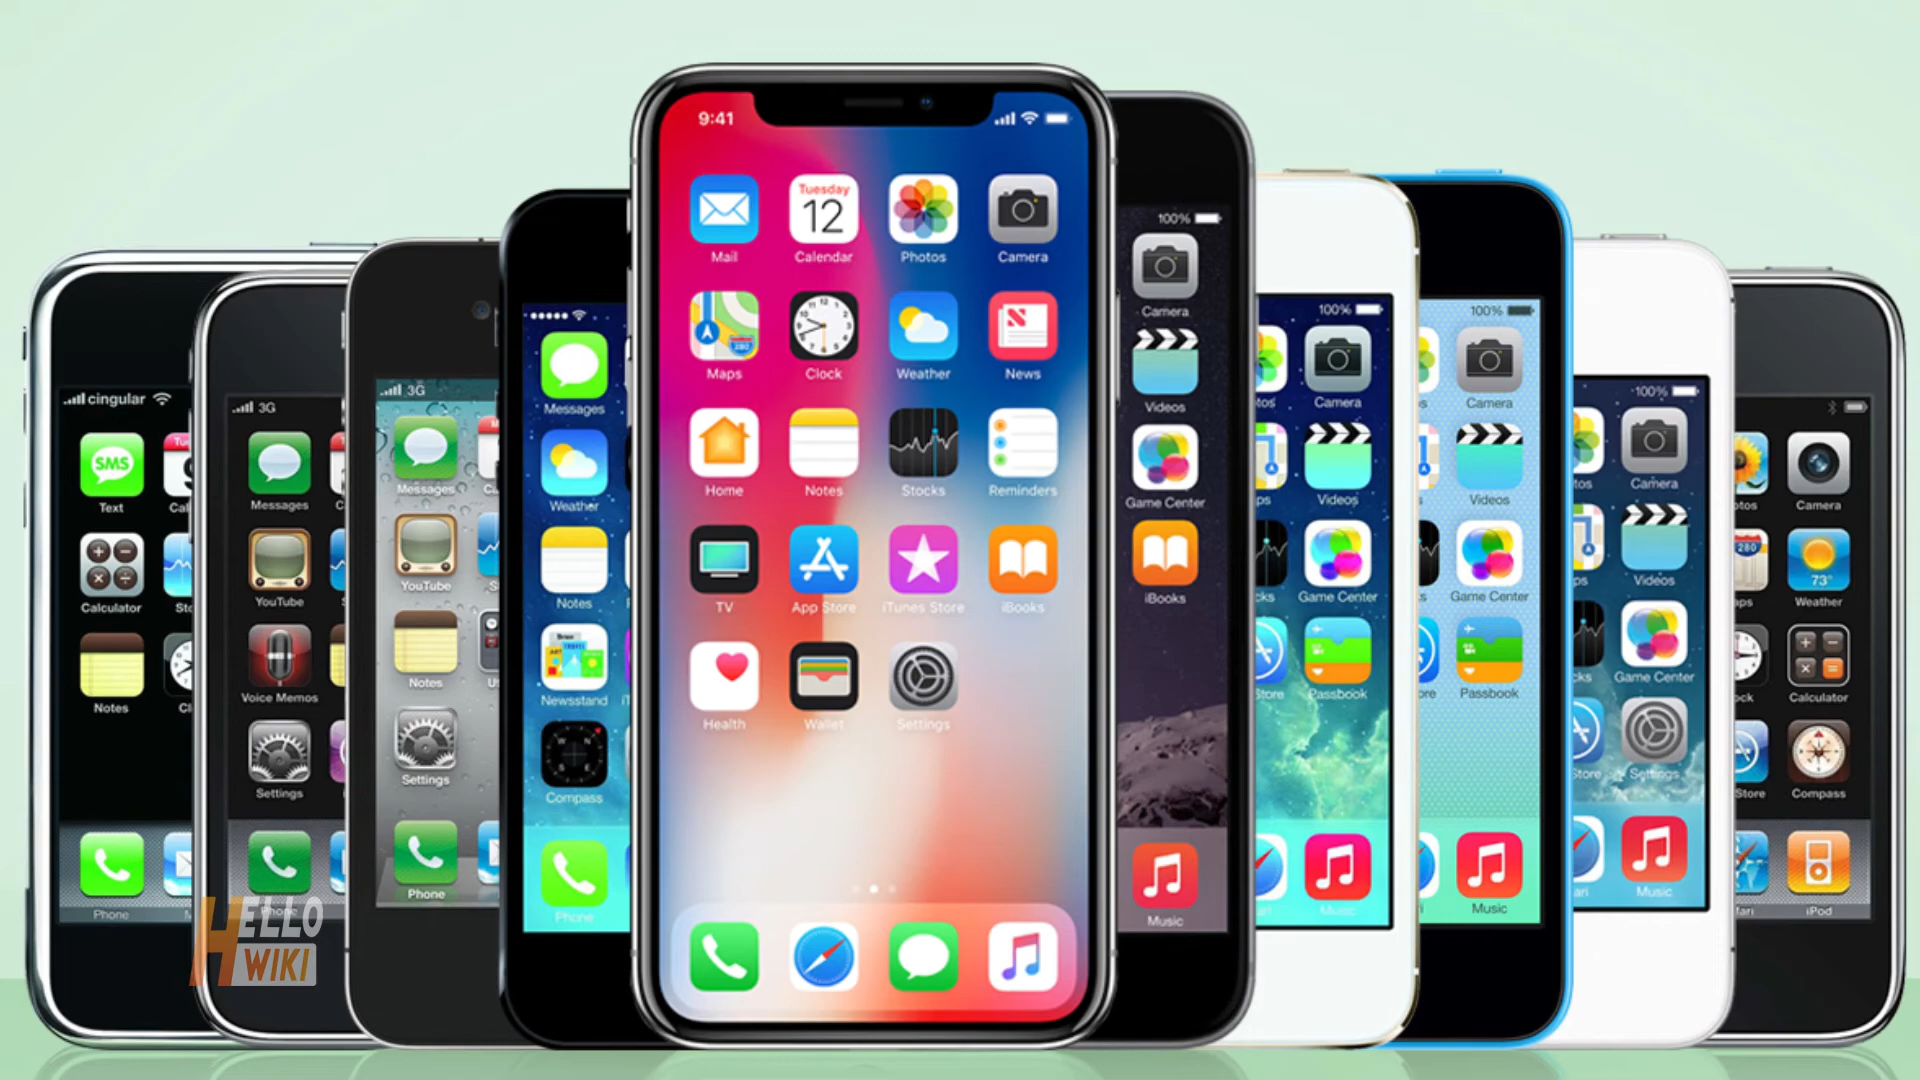 cingular
SMS
Text
Calculator
Notes
Phone
3G
Messages
YouTube
Voice Memos
Settings
Phone
3G
Messages
YouTube
Notes
Settings
Phone
Messages
Weather
Notes
Newsstand
Compass
Phone
9:41
Tuesday
12
Mail
Calendar
Photos
Camera
280
Maps
Clock
Weather
News
Home
Notes
Stocks
Reminders
TV
App Store
iTunes Store
iBooks
Health
Wallet
Settings
100%
Camera
Videos
Game Center
iBooks
Music
100%
Camera
Videos
Game Center
Passbook
Music
100%
Camera
Videos
Game Center
Passbook
Music
100%
Camera
Videos
Game Center
Settings
Music
Camera
280
73°
Weather
Calculator
Compass
iPod
HELLO
WIKI